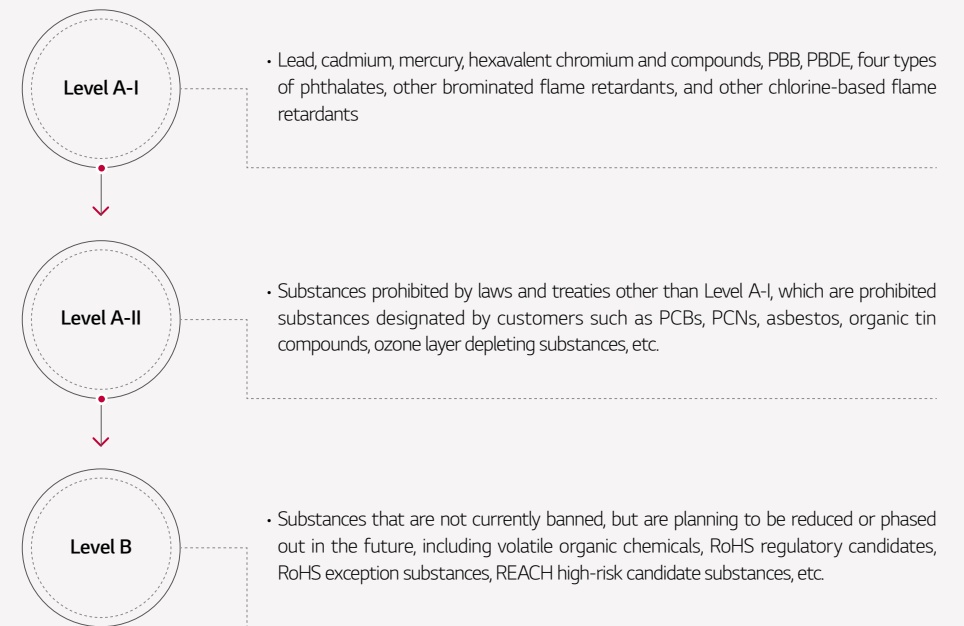 Level A-I
• Lead, cadmium, mercury, hexavalent chromium and compounds, PBB, PBDE, four types
of phthalates, other brominated flame retardants, and other chlorine-based flame
retardants
Level A-II
• Substances prohibited by laws and treaties other than Level A-I, which are prohibited
substances designated by customers such as PCBs, PCNs, asbestos, organic tin
compounds, ozone layer depleting substances, etc.
Level B
• Substances that are not currently banned, but are planning to be reduced or phased
out in the future, including volatile organic chemicals, RoHS regulatory candidates,
RoHS exception substances, REACH high-risk candidate substances, etc.